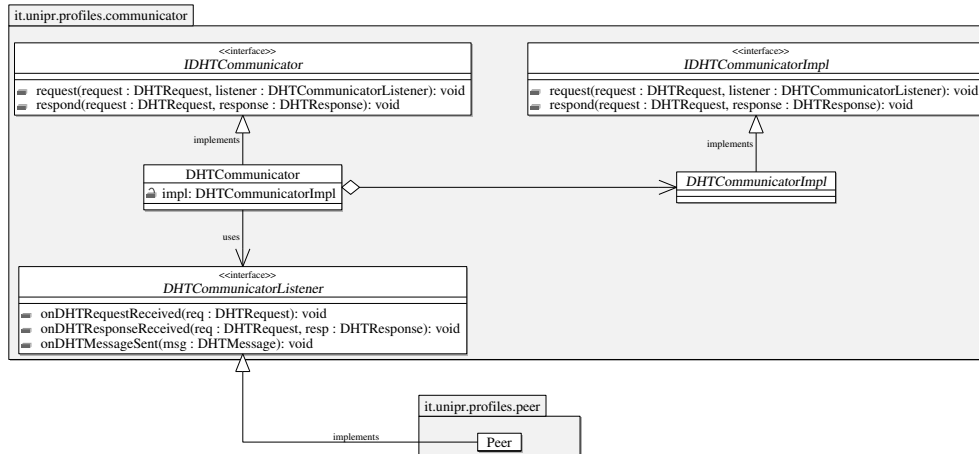 it.unipr.profiles.communicator
<<interface>>
IDHTCommunicator
request(request : DHTRequest, listener : DHTCommunicatorListener): void
respond(request : DHTRequest, response : DHTResponse): void
<<interface>>
IDHTCommunicatorImpl
request(request : DHTRequest, listener : DHTCommunicatorListener): void
respond(request : DHTRequest, response : DHTResponse): void
implements
implements
DHTCommunicator
impl: DHTCommunicatorImpl
DHTCommunicatorImpl
uses
<<interface>>
DHTCommunicatorListener
onDHTRequestReceived(req : DHTRequest): void
onDHTResponseReceived(req : DHTRequest, resp : DHTResponse): void
onDHTMessageSent(msg : DHTMessage): void
it.unipr.profiles.peer
implements
Peer